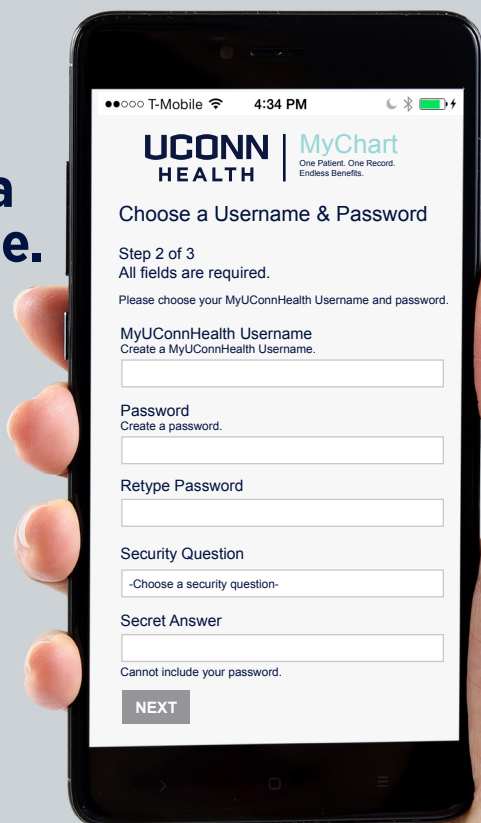 a
e.
T-Mobile 4:34 PM
UCONN
HEALTH
MyChart
One Patient. One Record.
Endless Benefits.
Choose a Username & Password
Step 2 of 3
All fields are required.
Please choose your MyUConnHealth Username and password.
MyUConnHealth Username
Create a MyUConnHealth Username.
Password
Create a password.
Retype Password
Security Question
-Choose a security question-
Secret Answer
Cannot include your password.
NEXT